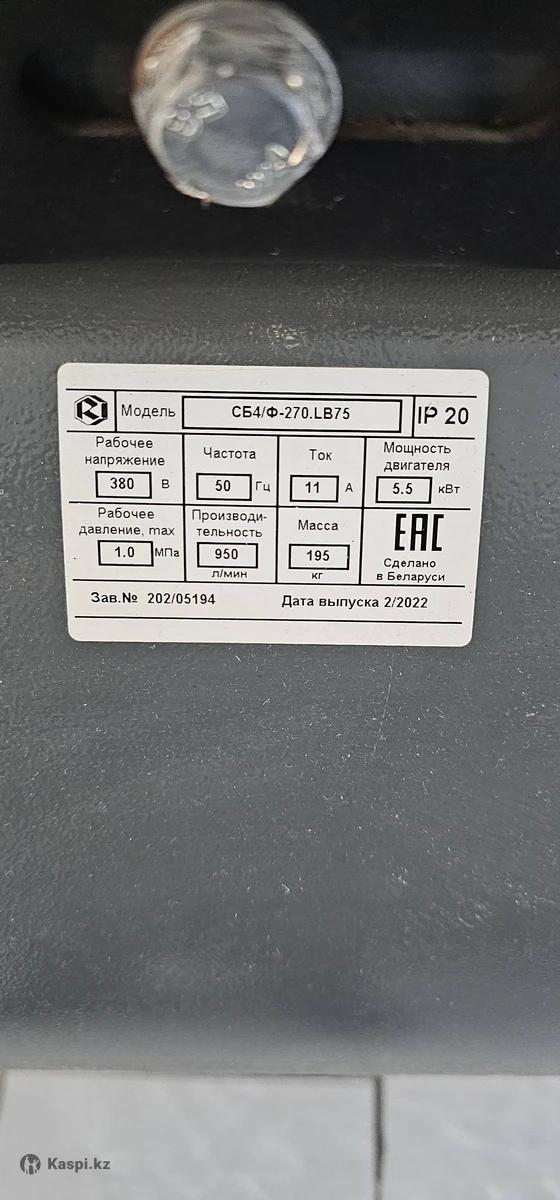 Модель СБ4/Ф-270.LB75 IP 20
Рабочее напряжение 380 В
Частота 50 Гц
Ток 11 А
Мощность двигателя 5.5 кВт
Рабочее давление, max 1.0 МПа
Производи-
тельность 950 л/мин
Масса 195 кг
EAC
Сделано
в Беларуси
Зав.№ 202/05194 Дата выпуска 2/2022
Kaspi.kz